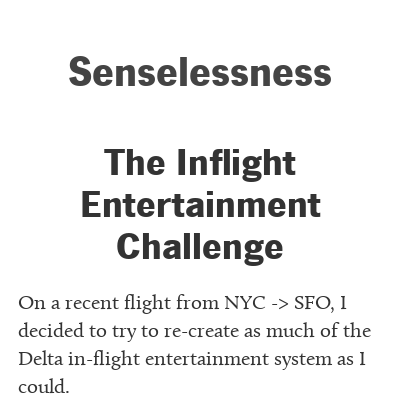 Senselessness
The Inflight
Entertainment
Challenge
On a recent flight from NYC -> SFO, I
decided to try to re-create as much of the
Delta in-flight entertainment system as I
could.